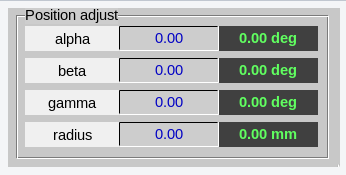 Position adjust
alpha 0.00 0.00 deg
beta 0.00 0.00 deg
gamma 0.00 0.00 deg
radius 0.00 0.00 mm